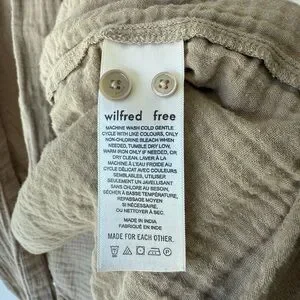 wilfred free
MACHINE WASH COLD GENTLE
CYCLE WITH LIKE COLOURS, ONLY
NON-CHLORINE BLEACH WHEN
NEEDED, TUMBLE DRY LOW,
WARM IRON ONLY IF NEEDED, OR
DRY CLEAN. LAVER À LA
MACHINE À L'EAU FROIDE AU
CYCLE DÉLICAT AVEC COULEURS
SEMBLABLES, UTILISER
SEULEMENT UN JAVELLISANT
SANS CHLORE AU BESOIN,
SÉCHER À BASSE TEMPÉRATURE,
REPASSAGE MOYEN
SI NÉCESSAIRE,
OU NETTOYER À SEC.
MADE IN INDIA
FABRIQUÉ EN INDE
MADE FOR EACH OTHER.